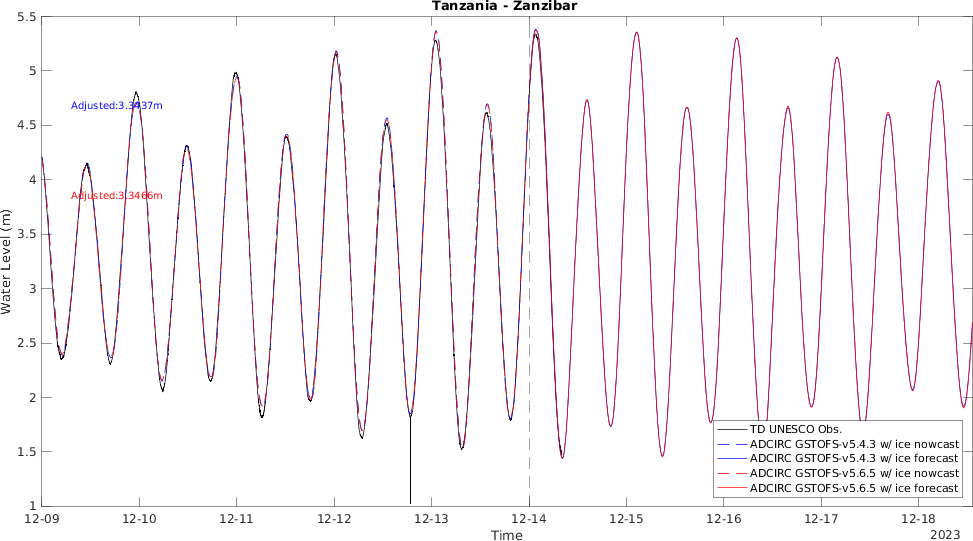 Tanzania - Zanzibar
5.5
5
4.5
4
3.5
3
2.5
2
1.5
1
Water Level (m)
Adjusted:3.3437m
Adjusted:3.3466m
TD UNESCO Obs.
ADCIRC GSTOFS-v5.4.3 w/ ice nowcast
ADCIRC GSTOFS-v5.4.3 w/ ice forecast
ADCIRC GSTOFS-v5.6.5 w/ ice nowcast
ADCIRC GSTOFS-v5.6.5 w/ ice forecast
12-09 12-10 12-11 12-12 12-13 12-14 12-15 12-16 12-17 12-18
Time
2023